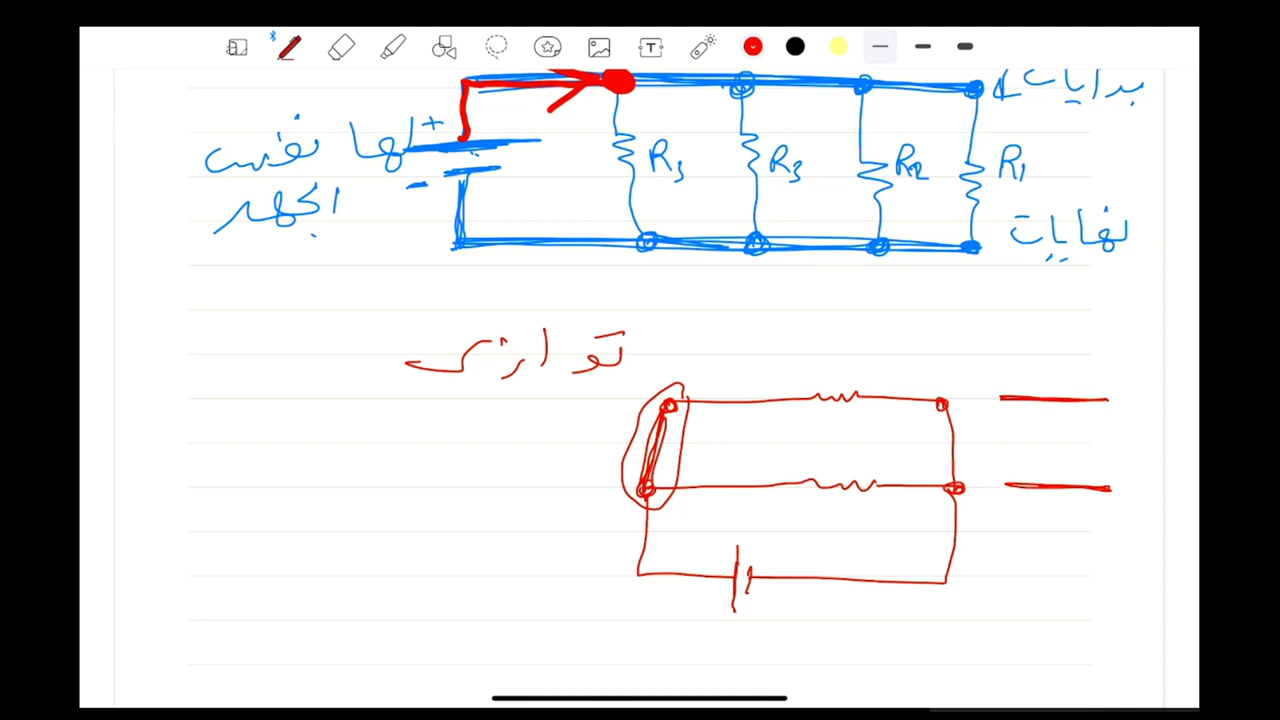 بدايات
+ لها نفس
R3 R3 R2 R1
- الجهد
نهايات
توازي
T